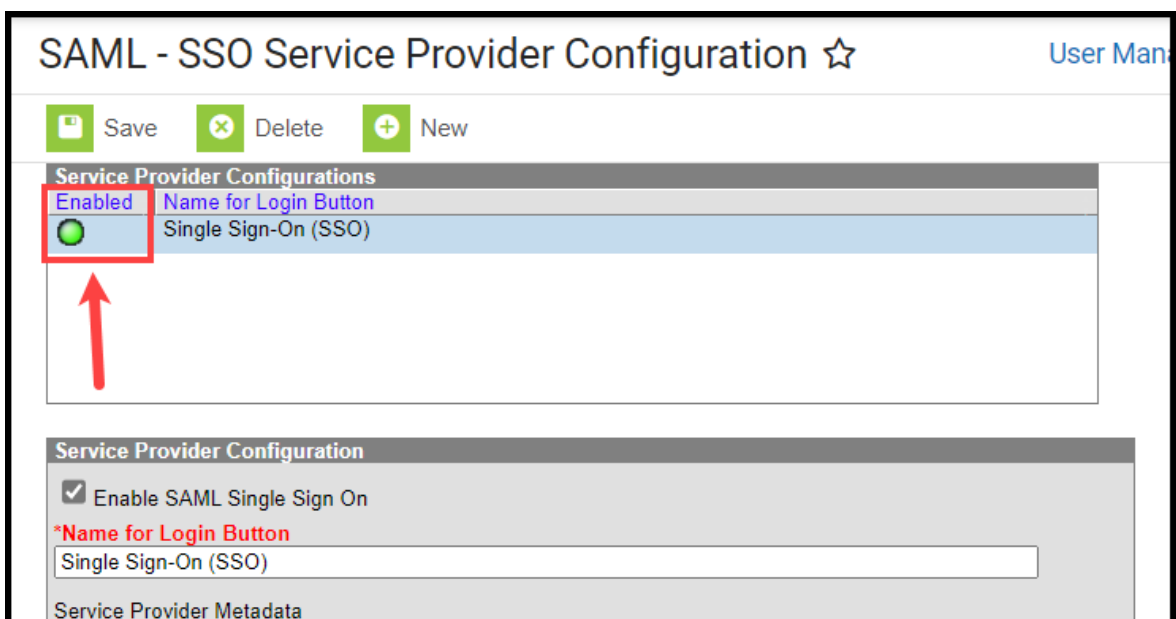 SAML - SSO Service Provider Configuration
User Mana
Save Delete New
Service Provider Configurations
Enabled Name for Login Button
Single Sign-On (SSO)
Service Provider Configuration
Enable SAML Single Sign On
*Name for Login Button
Single Sign-On (SSO)
Service Provider Metadata